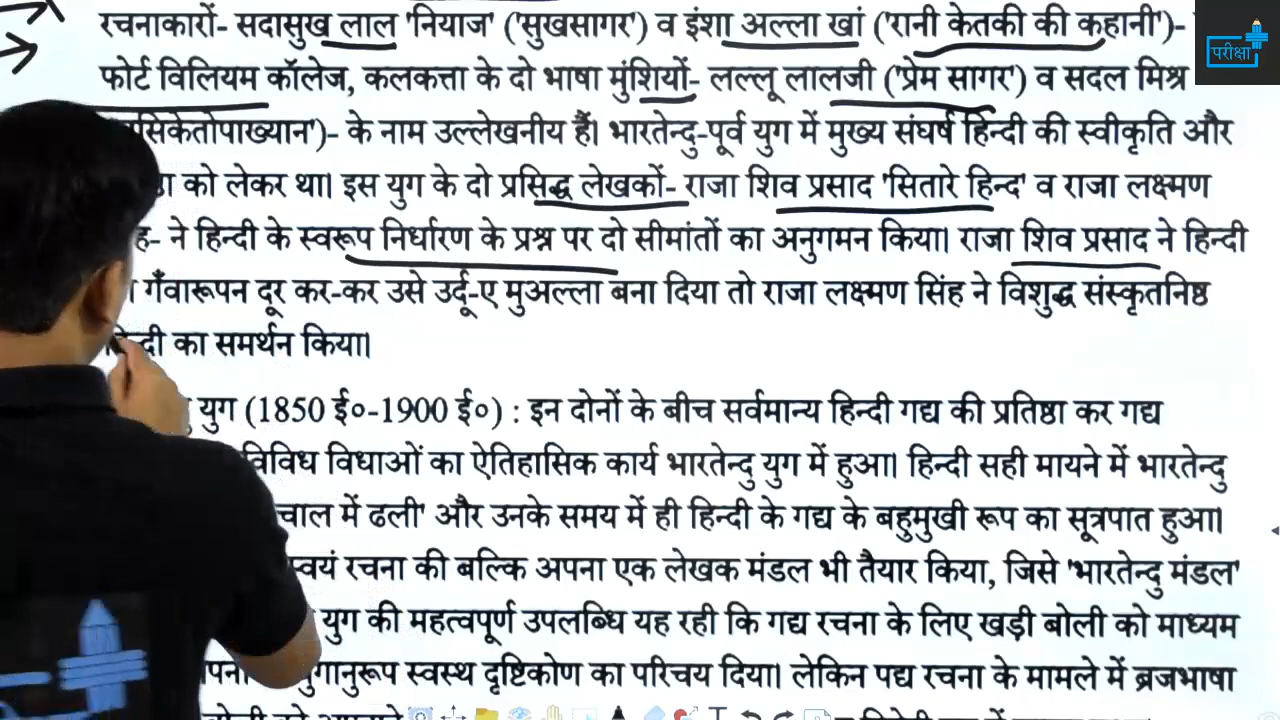 रचनाकारों- सदासुख लाल 'नियाज' ('सुखसागर') व इंशा अल्ला खां ('रानी केतकी की कहानी')-
परीक्षा
फोर्ट विलियम कॉलेज, कलकत्ता के दो भाषा मुंशियों- लल्लू लालजी ('प्रेम सागर') व सदल मिश्र
सिकेतोपाख्यान')- के नाम उल्लेखनीय हैं। भारतेन्दु-पूर्व युग में मुख्य संघर्ष हिन्दी की स्वीकृति और
को लेकर था। इस युग के दो प्रसिद्ध लेखकों- राजा शिव प्रसाद 'सितारे हिन्द' व राजा लक्ष्मण
ह- ने हिन्दी के स्वरूप निर्धारण के प्रश्न पर दो सीमांतों का अनुगमन किया। राजा शिव प्रसाद ने हिन्दी
गँवारूपन दूर कर-कर उसे उर्दू-ए मुअल्ला बना दिया तो राजा लक्ष्मण सिंह ने विशुद्ध संस्कृतनिष्ठ
हिन्दी का समर्थन किया।
युग (1850 ई०-1900 ई०) : इन दोनों के बीच सर्वमान्य हिन्दी गद्य की प्रतिष्ठा कर गद्य
विविध विधाओं का ऐतिहासिक कार्य भारतेन्दु युग में हुआ। हिन्दी सही मायने में भारतेन्दु
चाल में ढली' और उनके समय में ही हिन्दी के गद्य के बहुमुखी रूप का सूत्रपात हुआ।
स्वयं रचना की बल्कि अपना एक लेखक मंडल भी तैयार किया, जिसे 'भारतेन्दु मंडल'
युग की महत्वपूर्ण उपलब्धि यह रही कि गद्य रचना के लिए खड़ी बोली को माध्यम
युगानुरूप स्वस्थ दृष्टिकोण का परिचय दिया। लेकिन पद्य रचना के मामले में ब्रजभाषा